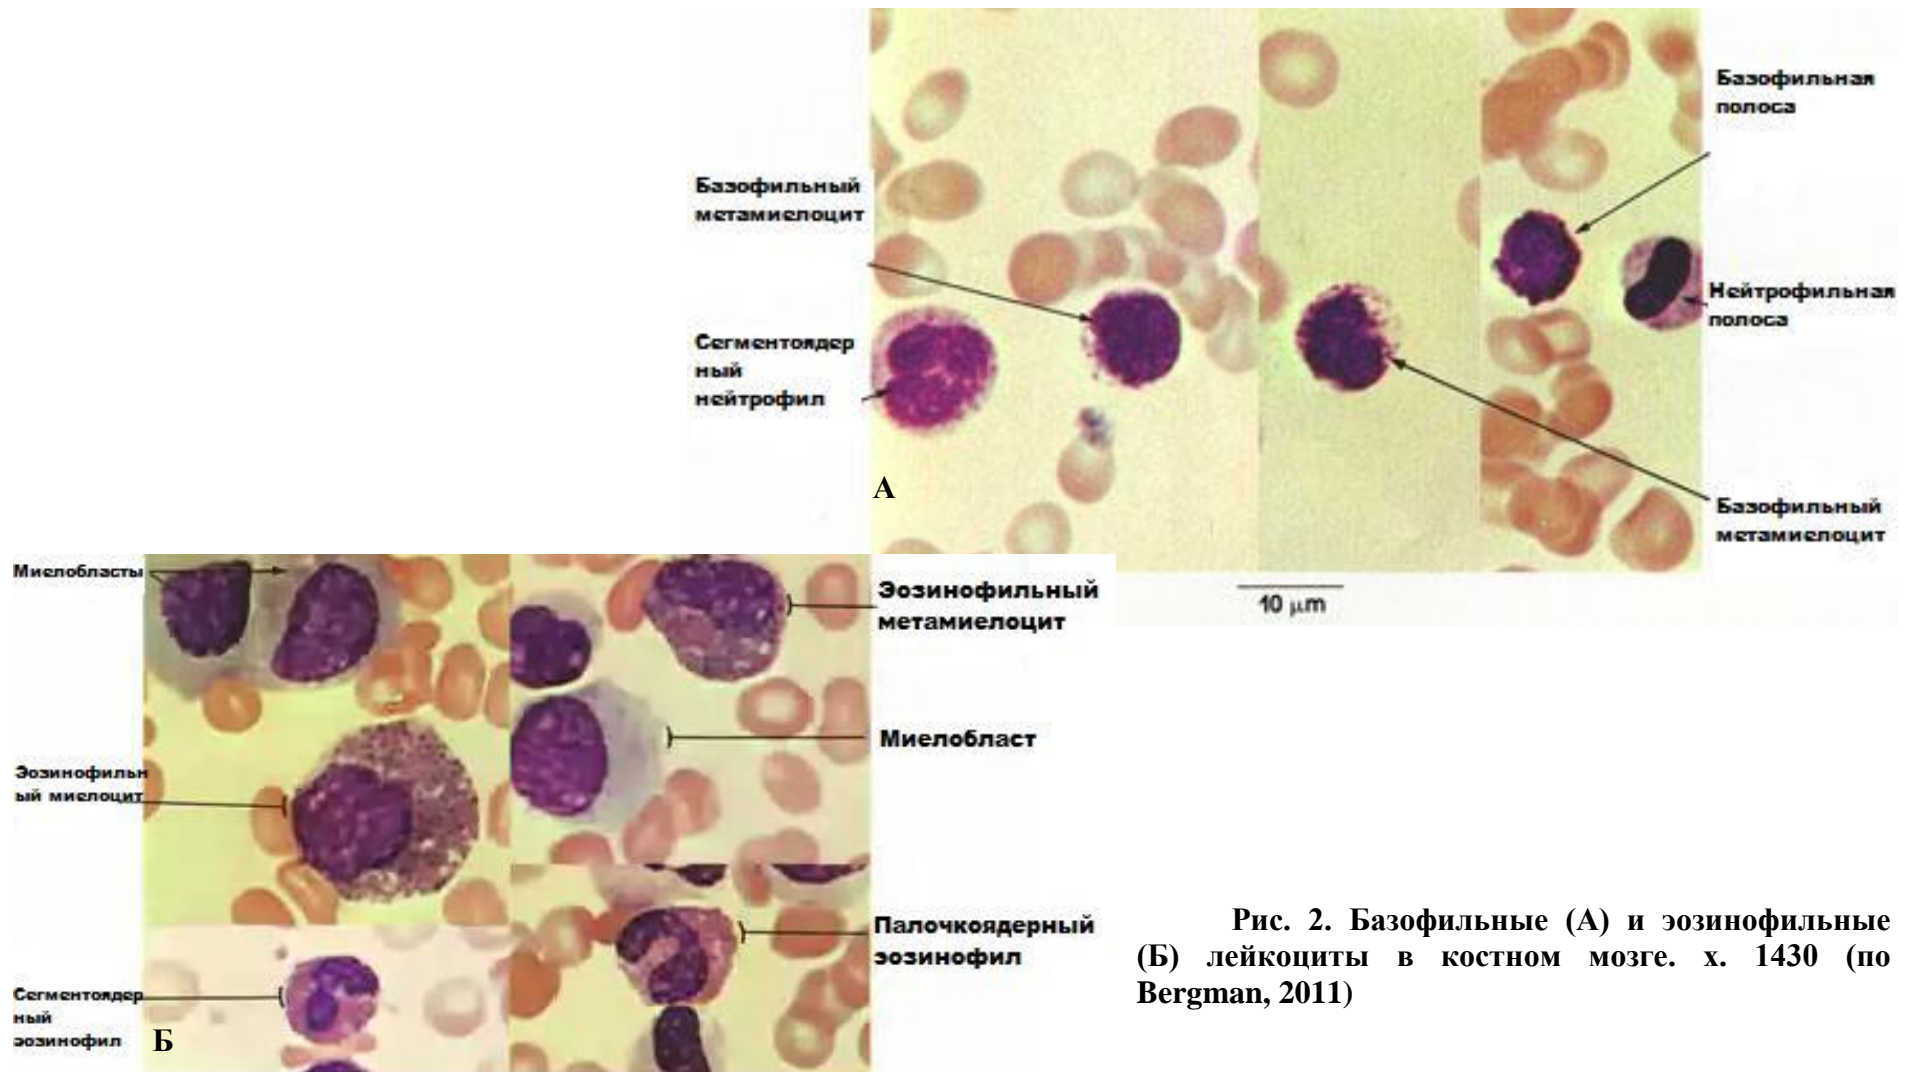 Базофильная
полоса
Базофильный
метамиелоцит
Нейтрофильная
полоса
Сегментоядер
ный
нейтрофил
А
Базофильный
метамиелоцит
10 µm
Миелобласты
Эозинофильный
метамиелоцит
Миелобласт
Эозинофильн
ый миелоцит
Палочкоядерный
эозинофил
Сегментоядер
ный
эозинофил
Б
Рис. 2. Базофильные (А) и эозинофильные
(Б) лейкоциты в костном мозге. х. 1430 (по
Bergman, 2011)